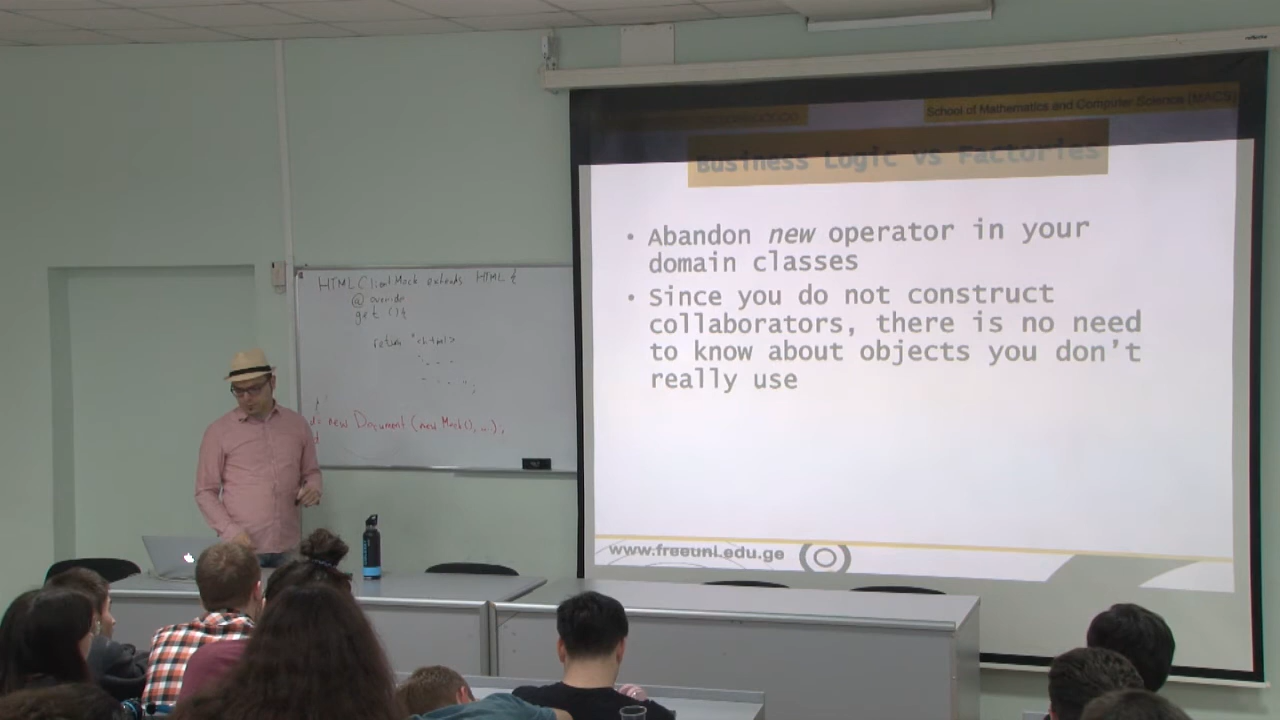 School of Mathematics and Computer Science (MACS)
Business Logic vs Factories
• Abandon new operator in your
domain classes
• Since you do not construct
collaborators, there is no need
to know about objects you don't
really use
www.freeuni.edu.ge
HTMLClientMock extends HTML {
@override
get () {
return "<html>
d = new Document (new Mock(), ...);